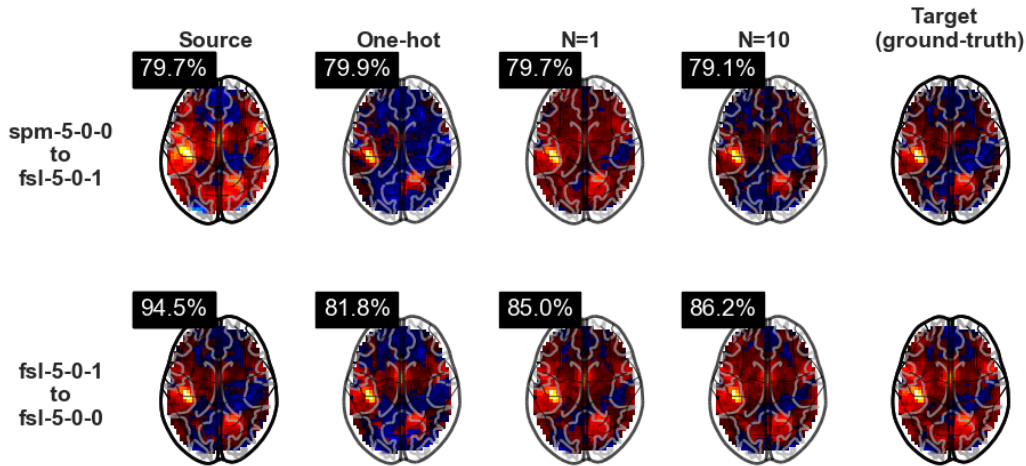 Source One-hot N=1 N=10 Target
(ground-truth)
79.7% 79.9% 79.7% 79.1%
spm-5-0-0
to
fsl-5-0-1
94.5% 81.8% 85.0% 86.2%
fsl-5-0-1
to
fsl-5-0-0